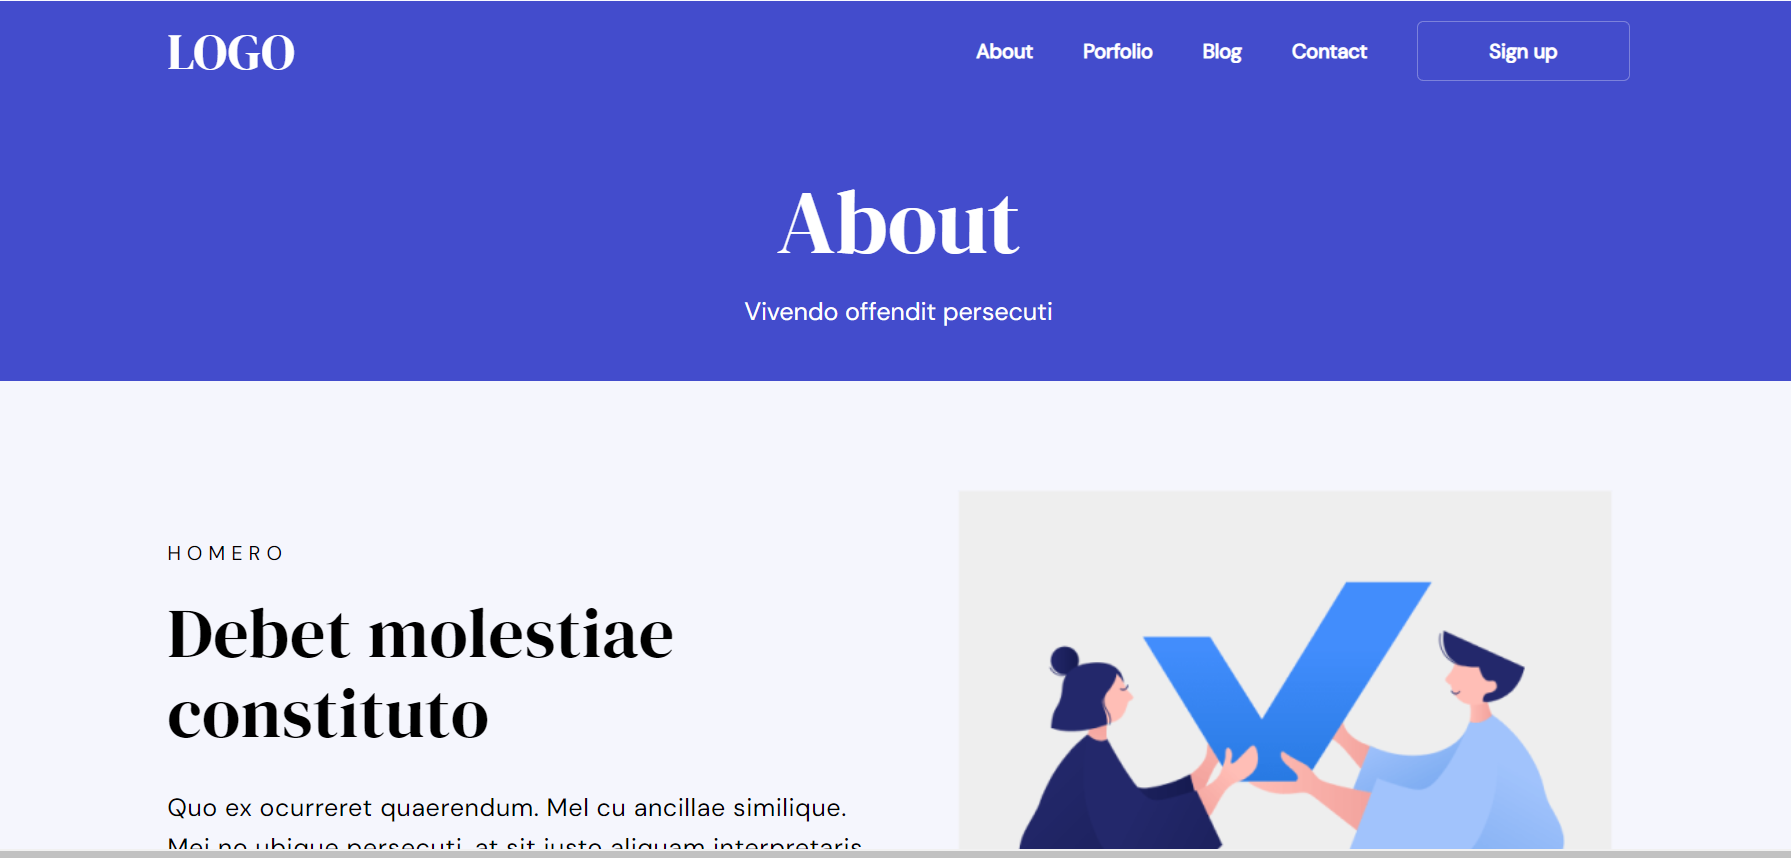 LOGO
About Porfolio Blog Contact Sign up
About
Vivendo offendit persecuti
HOMERO
Debet molestiae
constituto
Quo ex ocurreret quaerendum. Mel cu ancillae similique.
Mei no ubique persecuti, at sit justo aliquam interpretaris